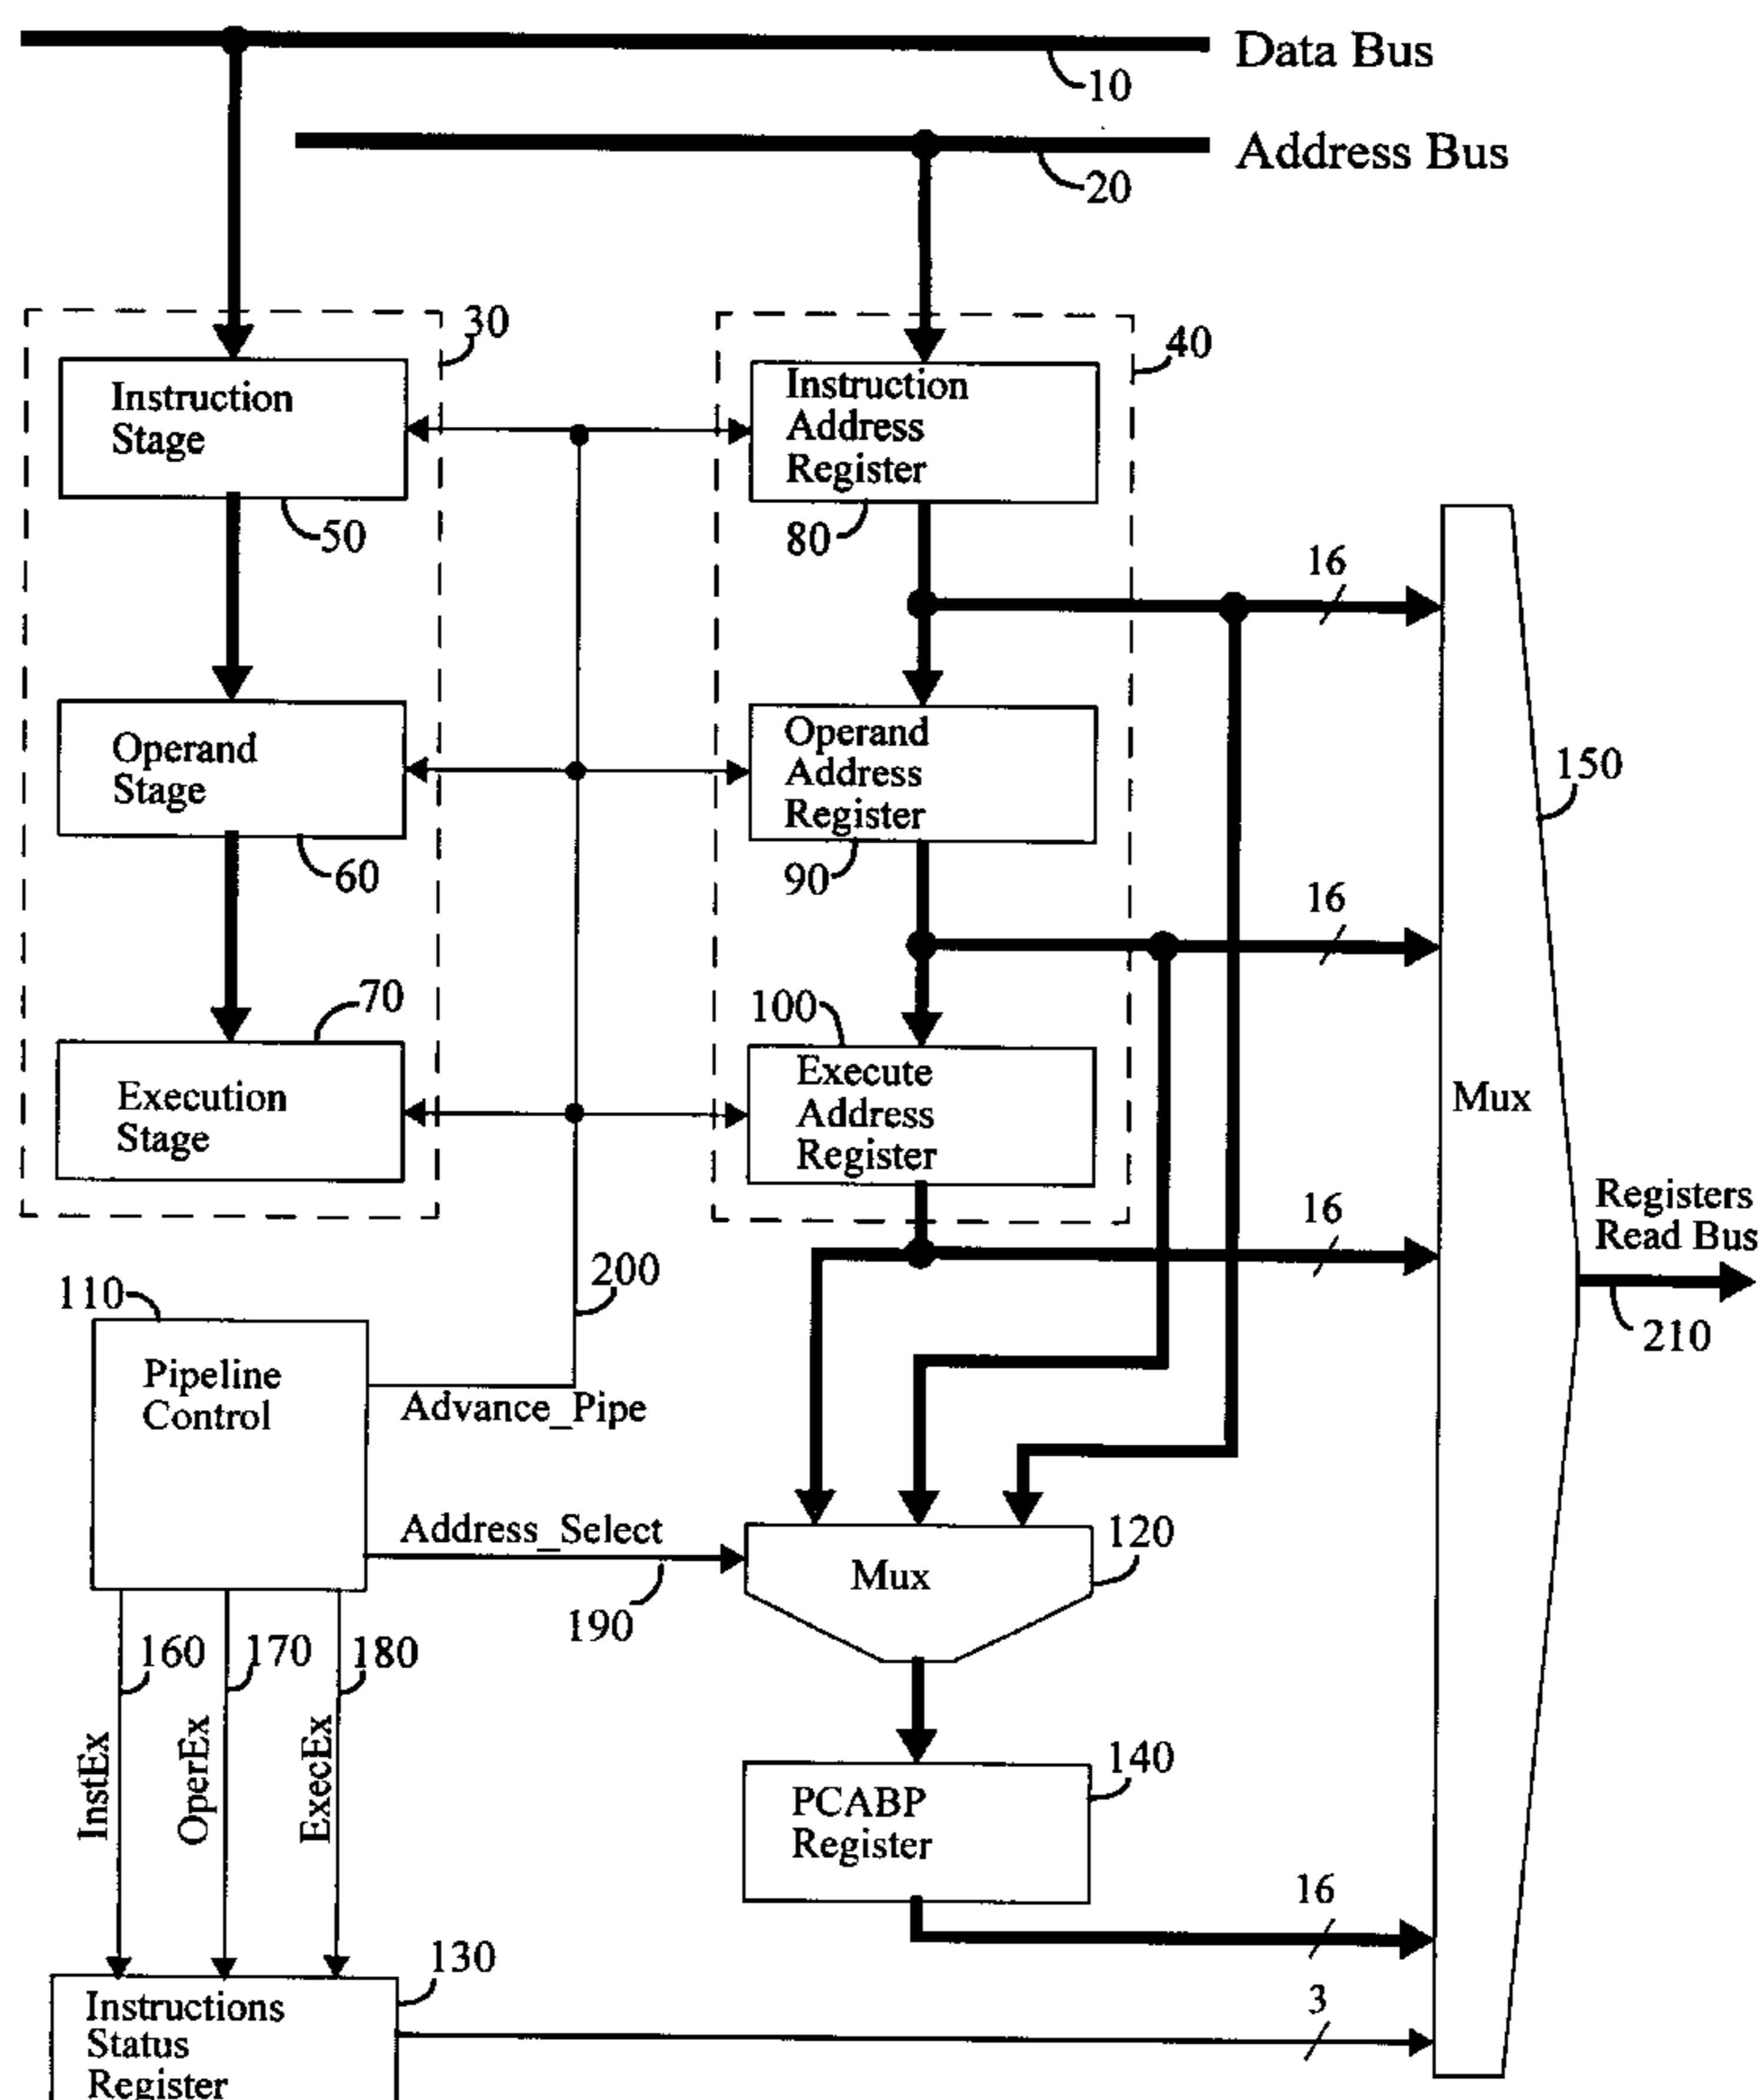 Data Bus
10
Address Bus
20
30
40
Instruction
Stage
50
Instruction
Address
Register
80
16
Operand
Stage
60
Operand
Address
Register
90
150
16
70
Execution
Stage
100
Execute
Address
Register
Mux
16
Registers
Read Bus
210
110
Pipeline
Control
200
Advance_Pipe
Address_Select
190
Mux
120
160
170
180
InstEx
OperEx
ExecEx
PCABP
Register
140
16
130
Instructions
Status
Register
3